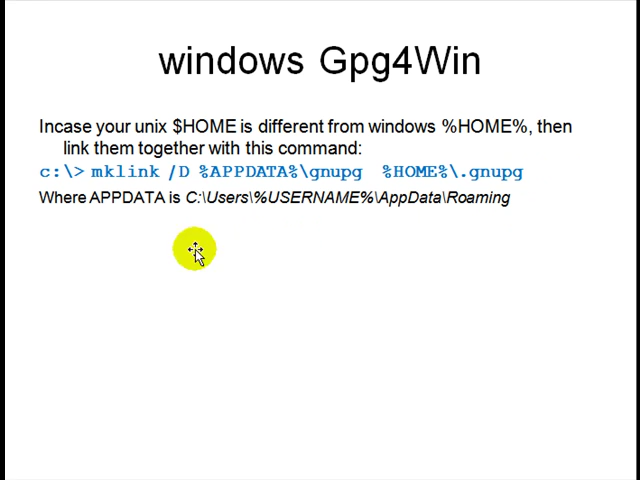 windows Gpg4Win
Incase your unix $HOME is different from windows %HOME%, then
link them together with this command:
c:\> mklink /D %APPDATA%\gnupg %HOME%\.gnupg
Where APPDATA is C:\Users\%USERNAME%\AppData\Roaming